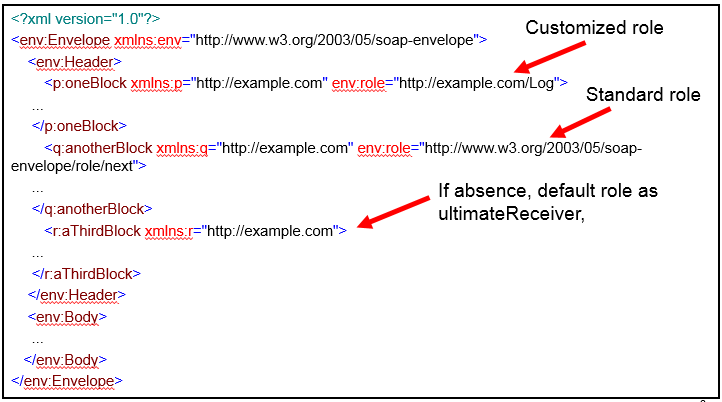 <?xml version="1.0"?>
<env:Envelope xmlns:env="http://www.w3.org/2003/05/soap-envelope">
<env:Header>
<p:oneBlock xmlns:p="http://example.com" env:role="http://example.com/Log">
...
</p:oneBlock>
<q:anotherBlock xmlns:q="http://example.com" env:role="http://www.w3.org/2003/05/soap-
envelope/role/next">
...
</q:anotherBlock>
<r:aThirdBlock xmlns:r="http://example.com">
...
</r:aThirdBlock>
</env:Header>
<env:Body>
...
</env:Body>
</env:Envelope>
Customized role
Standard role
If absence, default role as
ultimateReceiver,